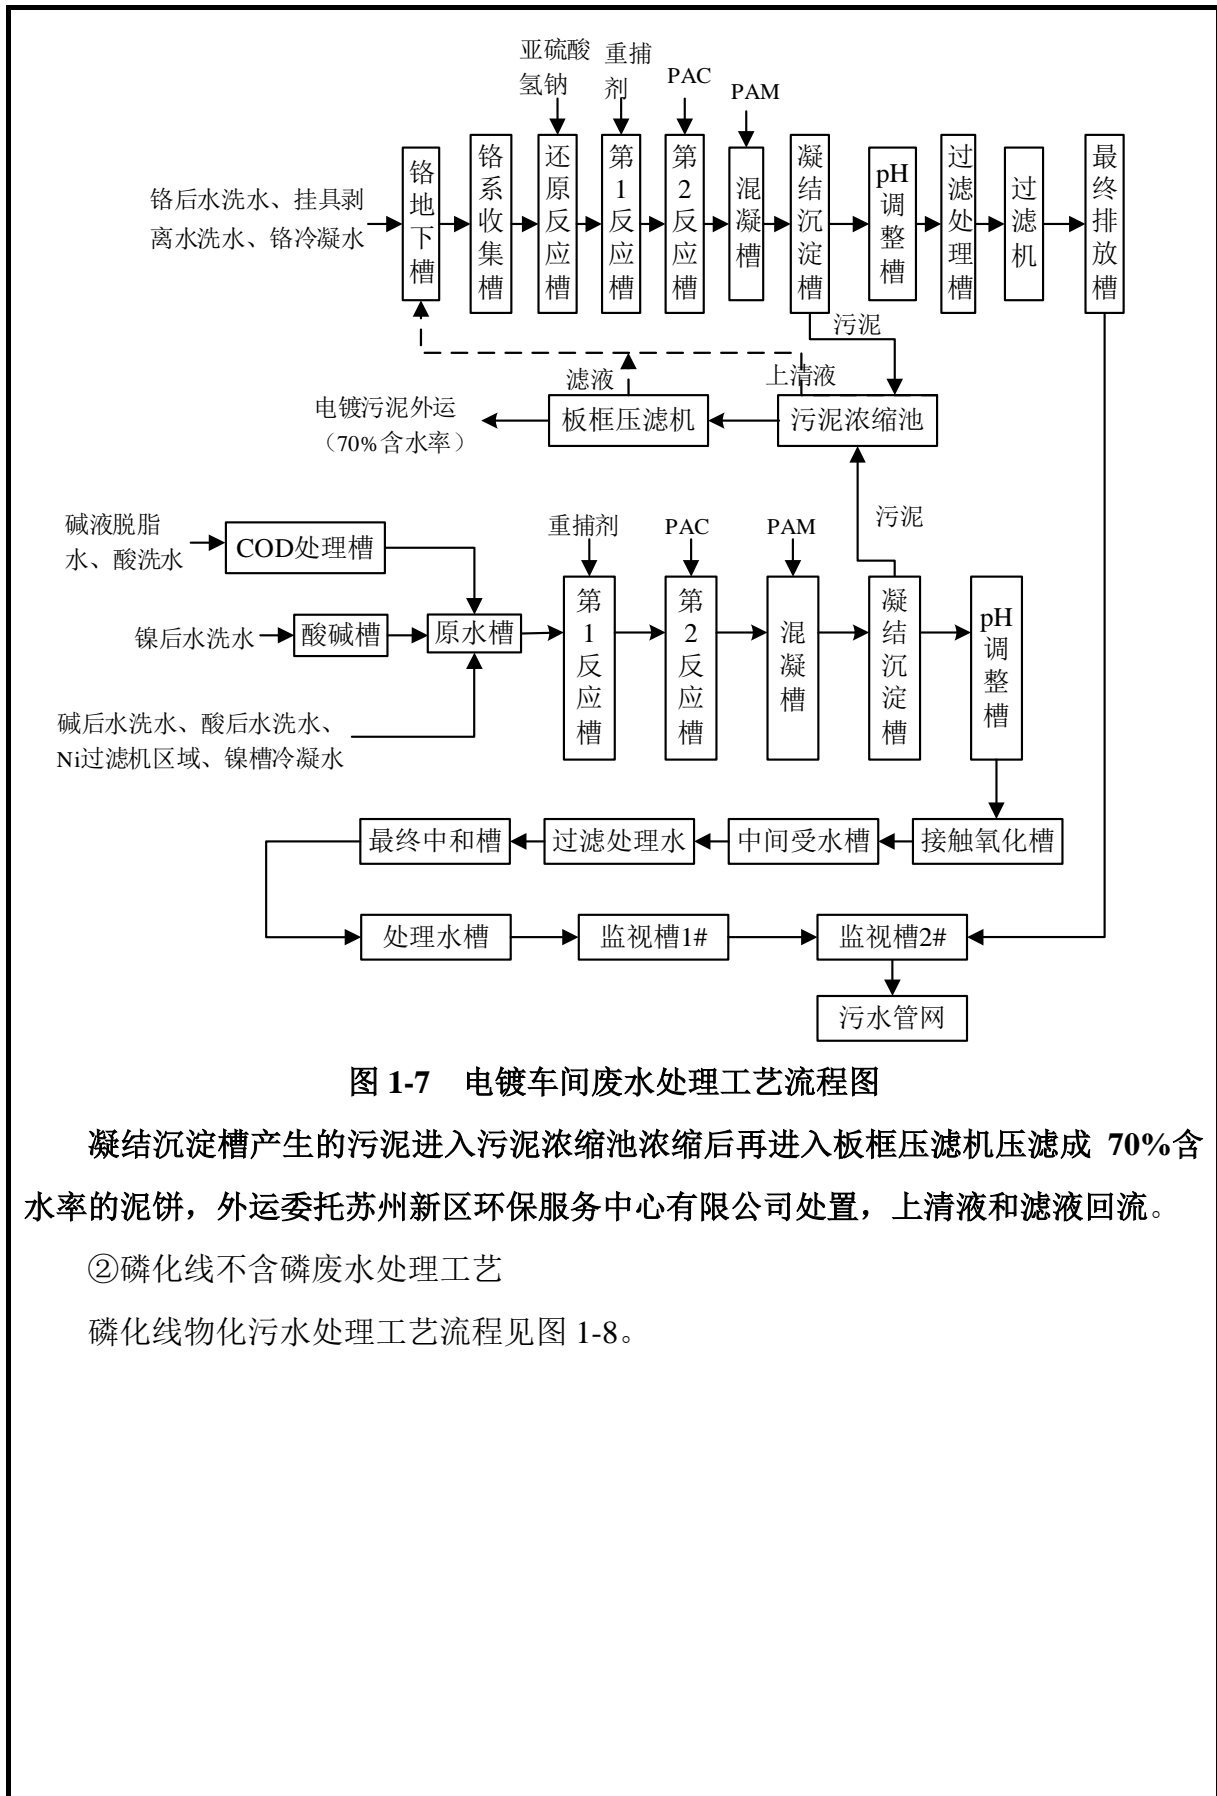 亚硫酸
氢钠
重捕
剂
PAC
PAM
铬后水洗水、挂具剥
离水洗水、铬冷凝水
铬地下槽
铬系收集槽
还原反应槽
第1反应槽
第2反应槽
混凝槽
凝结沉淀槽
pH调整槽
过滤处理槽
过滤机
最终排放槽
污泥
滤液
上清液
电镀污泥外运
（70%含水率）
板框压滤机
污泥浓缩池
碱液脱脂
水、酸洗水
COD处理槽
重捕剂
PAC
PAM
污泥
镍后水洗水
酸碱槽
原水槽
第1反应槽
第2反应槽
混凝槽
凝结沉淀槽
pH调整槽
碱后水洗水、酸后水洗水、
Ni过滤机区域、镍槽冷凝水
最终中和槽
过滤处理水
中间受水槽
接触氧化槽
处理水槽
监视槽1#
监视槽2#
污水管网
图 1-7 电镀车间废水处理工艺流程图
凝结沉淀槽产生的污泥进入污泥浓缩池浓缩后再进入板框压滤机压滤成 70%含
水率的泥饼，外运委托苏州新区环保服务中心有限公司处置，上清液和滤液回流。
②磷化线不含磷废水处理工艺
磷化线物化污水处理工艺流程见图 1-8。